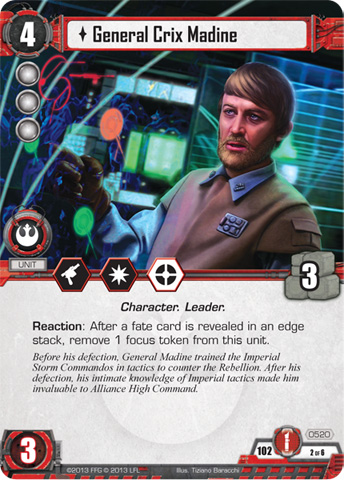 4
General Crix Madine
UNIT
3
Character. Leader.
Reaction: After a fate card is revealed in an edge
stack, remove 1 focus token from this unit.
Before his defection, General Madine trained the Imperial
Storm Commandos in tactics to counter the Rebellion. After his
defection, his intimate knowledge of Imperial tactics made him
invaluable to Alliance High Command.
3
0520
102
2 of 6
©2013 FFG © 2013 LFL
Illus. Tiziano Baracchi